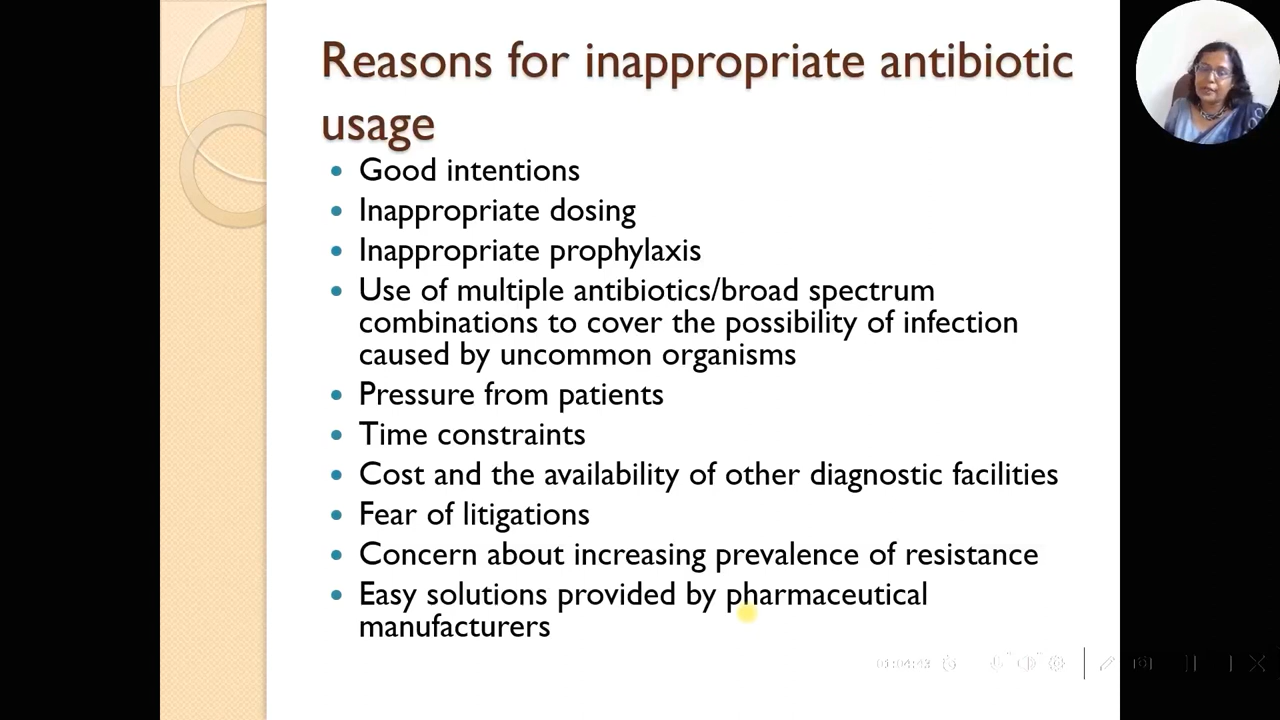 Reasons for inappropriate antibiotic
usage
• Good intentions
• Inappropriate dosing
• Inappropriate prophylaxis
• Use of multiple antibiotics/broad spectrum
combinations to cover the possibility of infection
caused by uncommon organisms
• Pressure from patients
• Time constraints
• Cost and the availability of other diagnostic facilities
• Fear of litigations
• Concern about increasing prevalence of resistance
• Easy solutions provided by pharmaceutical
manufacturers